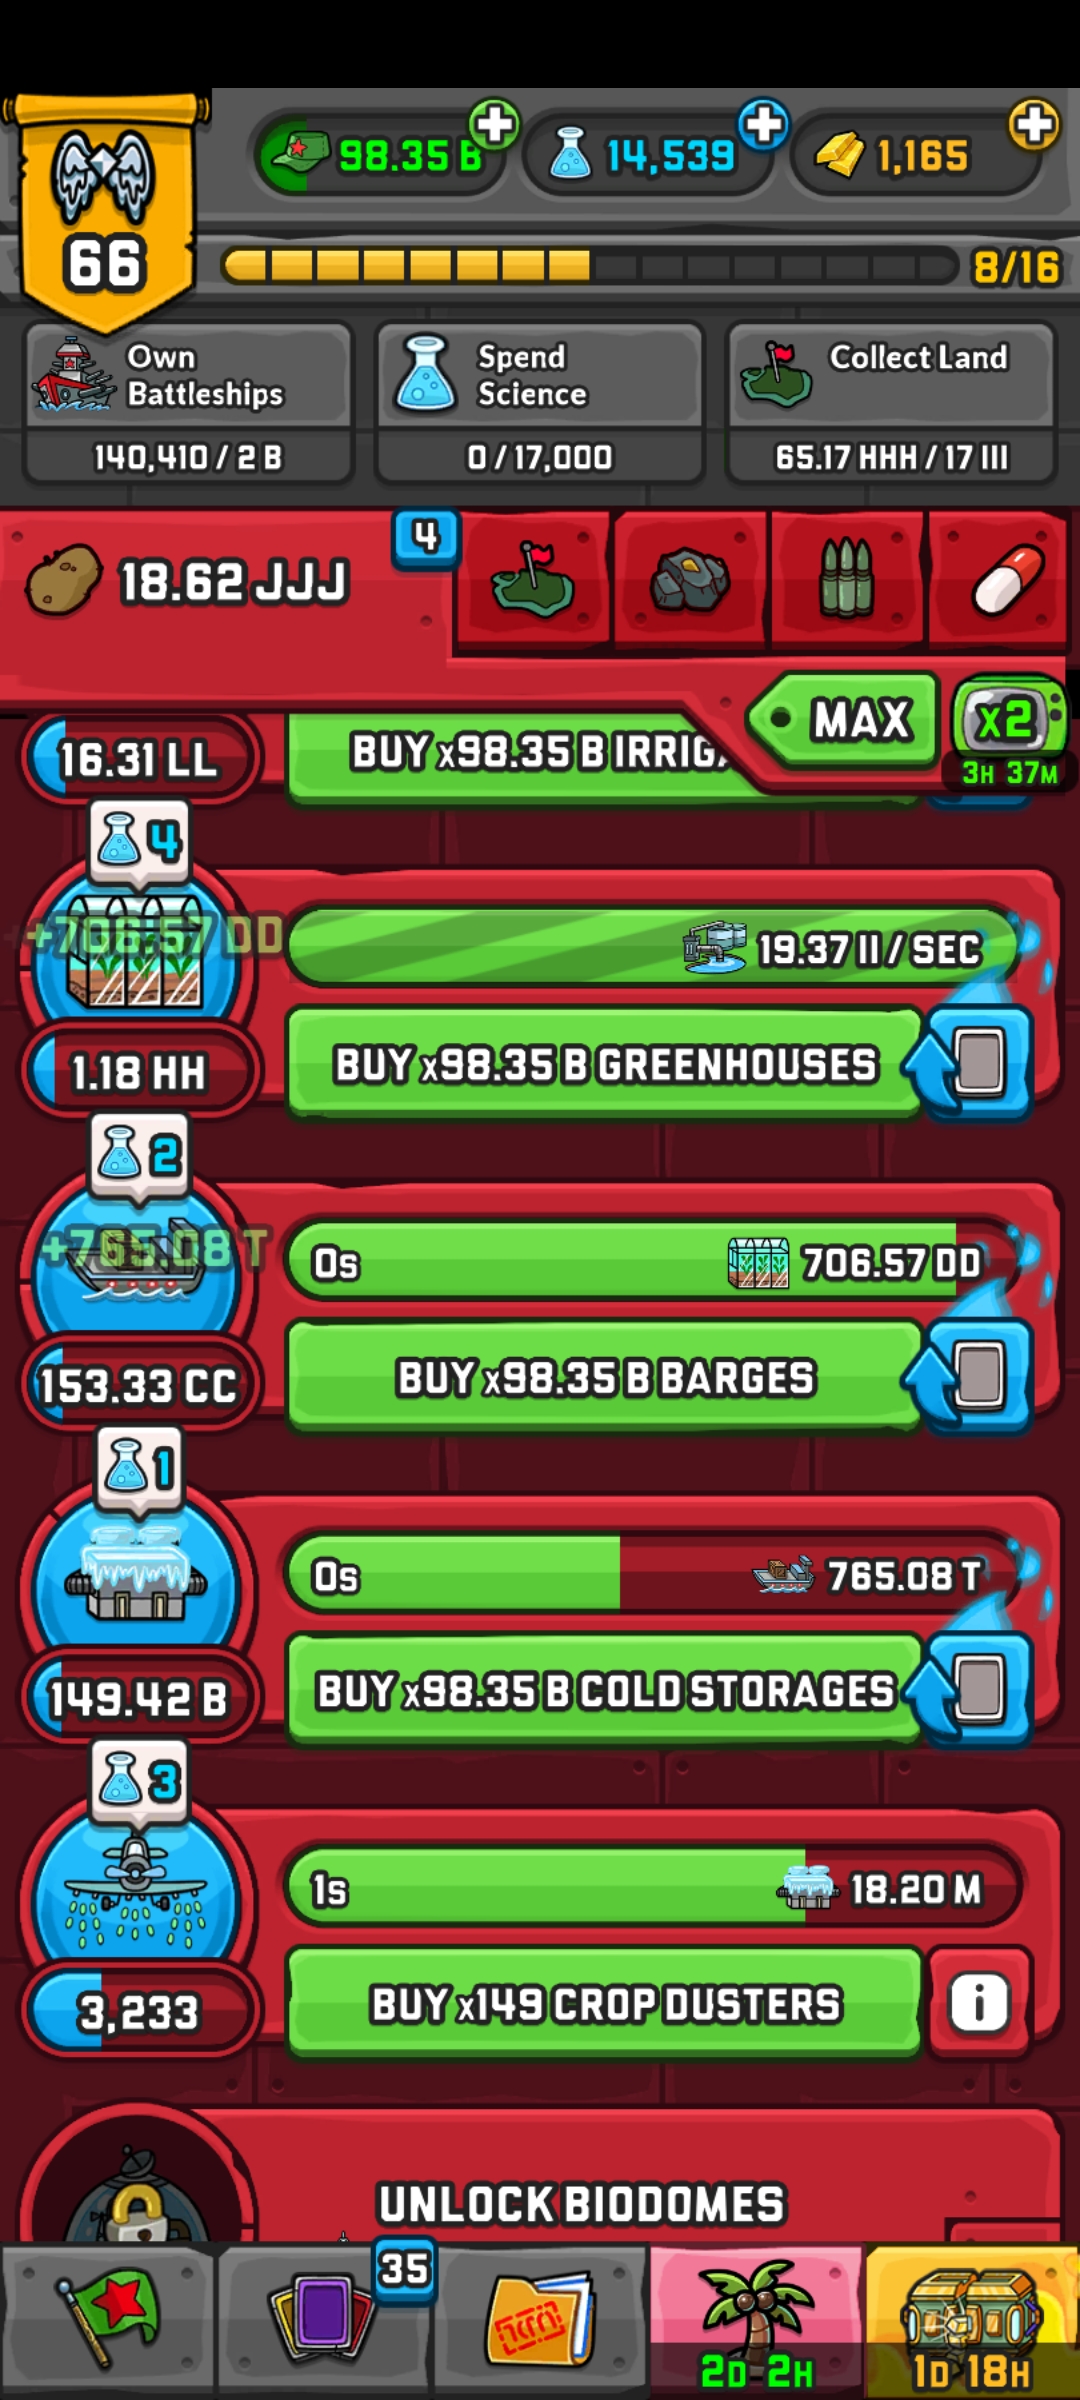 98.35 B
14,539
1,165
66
8/16
Own
Battleships
140,410 / 2 B
Spend
Science
0 / 17,000
Collect Land
65.17 HHH / 17 III
18.62 JJJ
4
MAX
x2
3H 37M
16.31 LL
BUY x98.35 B IRRIG
4
+706.57 DD
19.37 II / SEC
1.18 HH
BUY x98.35 B GREENHOUSES
2
+765.08 T
0s
706.57 DD
153.33 CC
BUY x98.35 B BARGES
1
0s
765.08 T
149.42 B
BUY x98.35 B COLD STORAGES
3
1s
18.20 M
3,233
BUY x149 CROP DUSTERS
i
UNLOCK BIODOMES
35
2D 2H
1D 18H